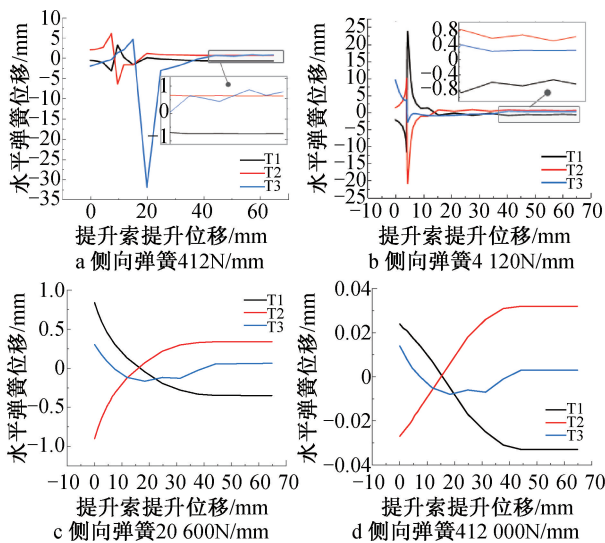 水平弹簧位移/mm
10
5
0
-5
-10
-15
-20
-25
-30
-35
1
-1
T1
T2
T3
0 20 40 60
提升索提升位移/mm
a 侧向弹簧412N/mm
水平弹簧位移/mm
25
20
15
10
5
0
-5
-10
-15
-20
-25
0.8
0.4
0
-0.4
-0.8
T1
T2
T3
-10 0 10 20 30 40 50 60 70
提升索提升位移/mm
b 侧向弹簧4 120N/mm
水平弹簧位移/mm
1.0
0.5
0
-0.5
-1.0
T1
T2
T3
-10 0 10 20 30 40 50 60 70
提升索提升位移/mm
c 侧向弹簧20 600N/mm
水平弹簧位移/mm
0.04
0.02
0
-0.02
-0.04
T1
T2
T3
-10 0 10 20 30 40 50 60 70
提升索提升位移/mm
d 侧向弹簧412 000N/mm